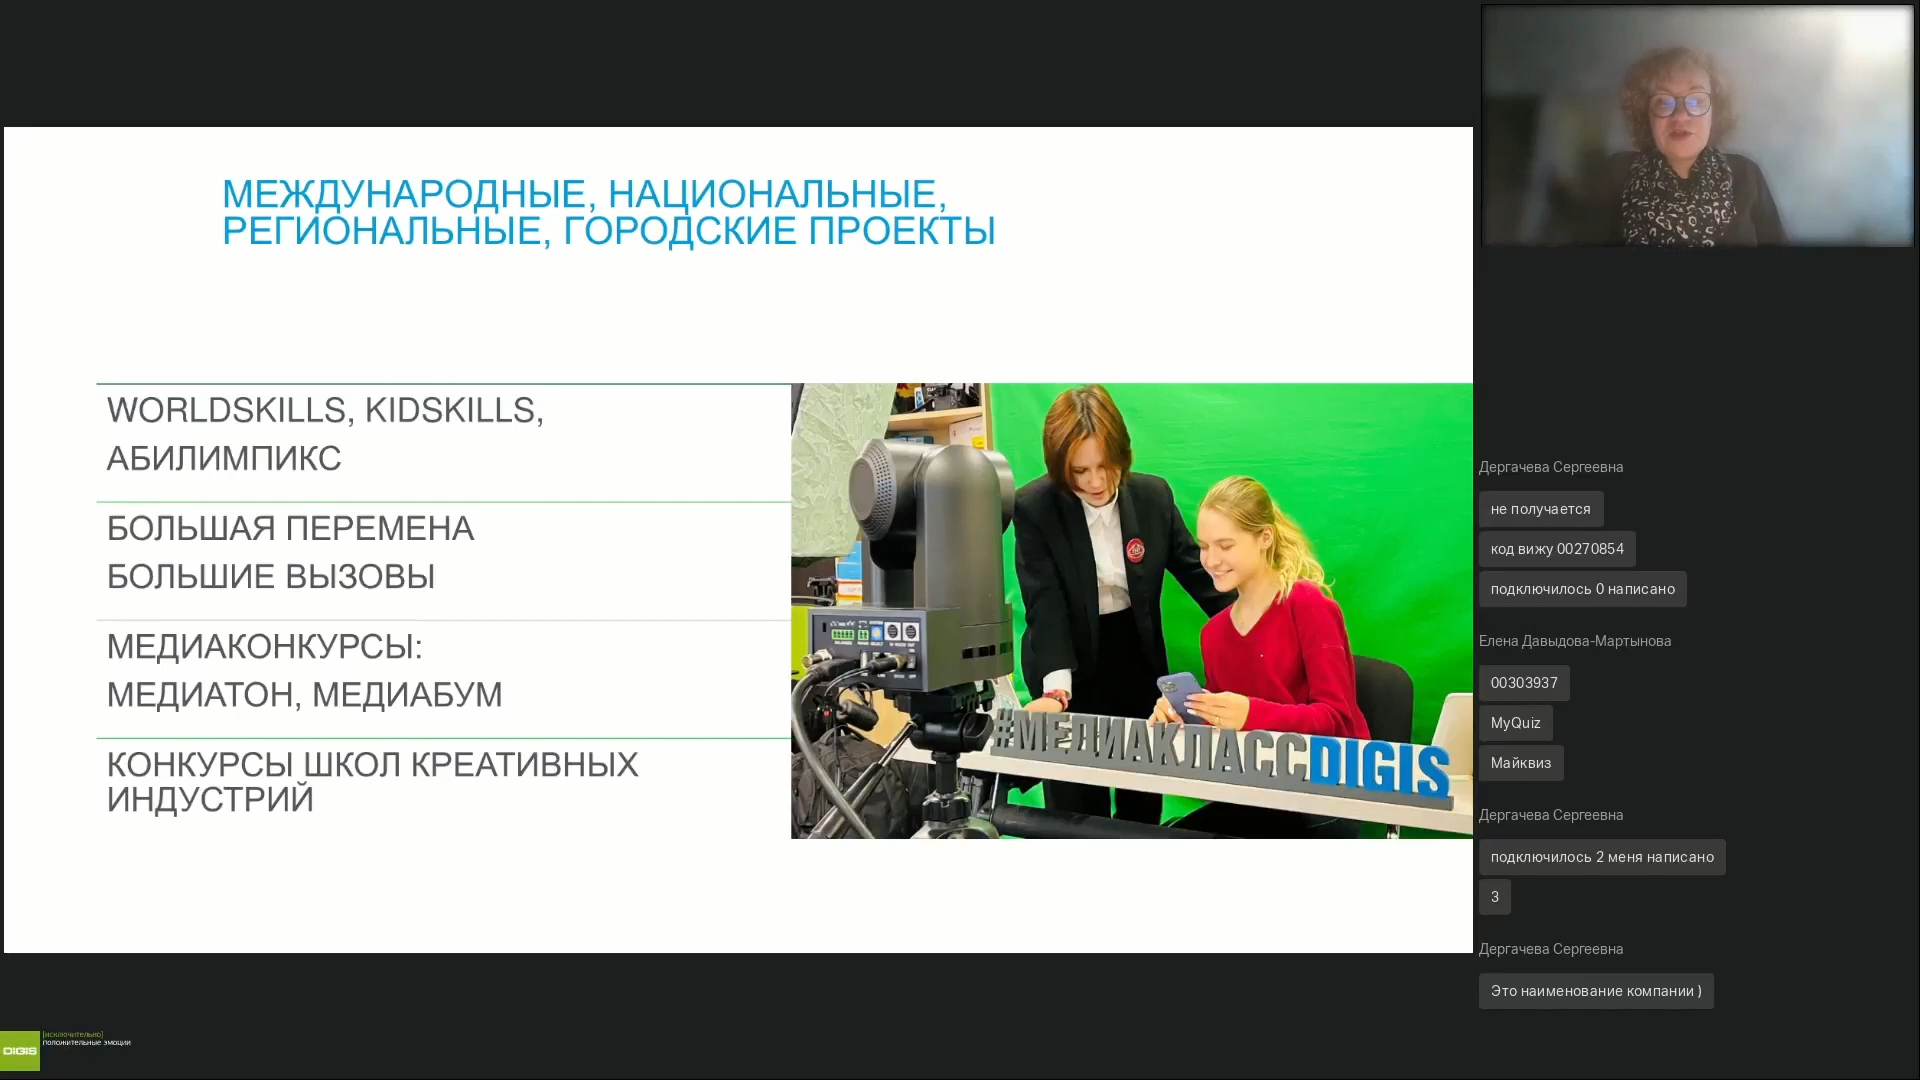 МЕЖДУНАРОДНЫЕ, НАЦИОНАЛЬНЫЕ,
РЕГИОНАЛЬНЫЕ, ГОРОДСКИЕ ПРОЕКТЫ
WORLDSKILLS, KIDSKILLS,
АБИЛИМПИКС
БОЛЬШАЯ ПЕРЕМЕНА
БОЛЬШИЕ ВЫЗОВЫ
МЕДИАКОНКУРСЫ:
МЕДИАТОН, МЕДИАБУМ
КОНКУРСЫ ШКОЛ КРЕАТИВНЫХ
ИНДУСТРИЙ
#МЕДИАКЛАССDIGIS
Дергачева Сергеевна
не получается
код вижу 00270854
подключилось 0 написано
Елена Давыдова-Мартынова
00303937
MyQuiz
Майквиз
Дергачева Сергеевна
подключилось 2 меня написано
3
Дергачева Сергеевна
Это наименование компании )
DIGIS
[исключительно]
положительные эмоции